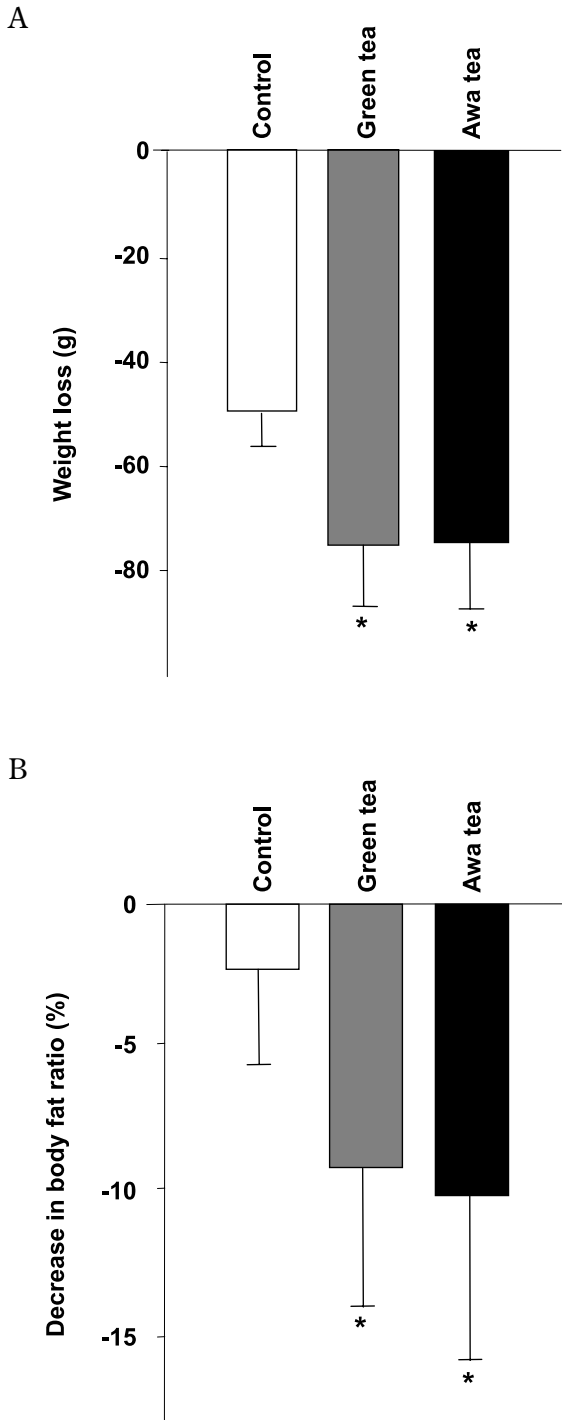 A
Control
Green tea
Awa tea
0
-20
-40
-60
-80
Weight loss (g)
*
*
B
Control
Green tea
Awa tea
0
-5
-10
-15
Decrease in body fat ratio (%)
*
*